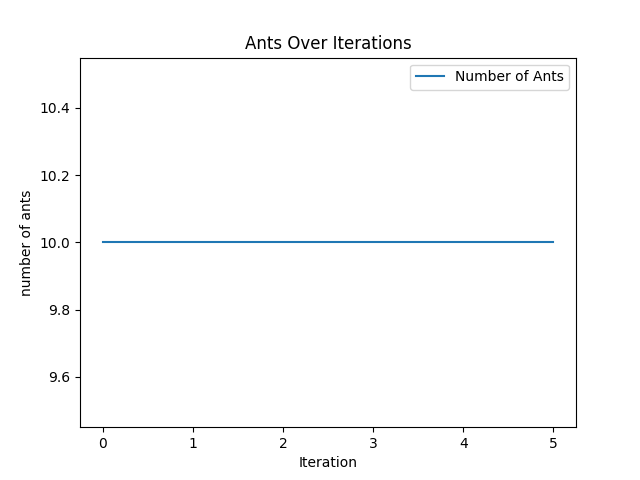 Ants Over Iterations
Number of Ants
number of ants
10.4
10.2
10.0
9.8
9.6
0 1 2 3 4 5
Iteration